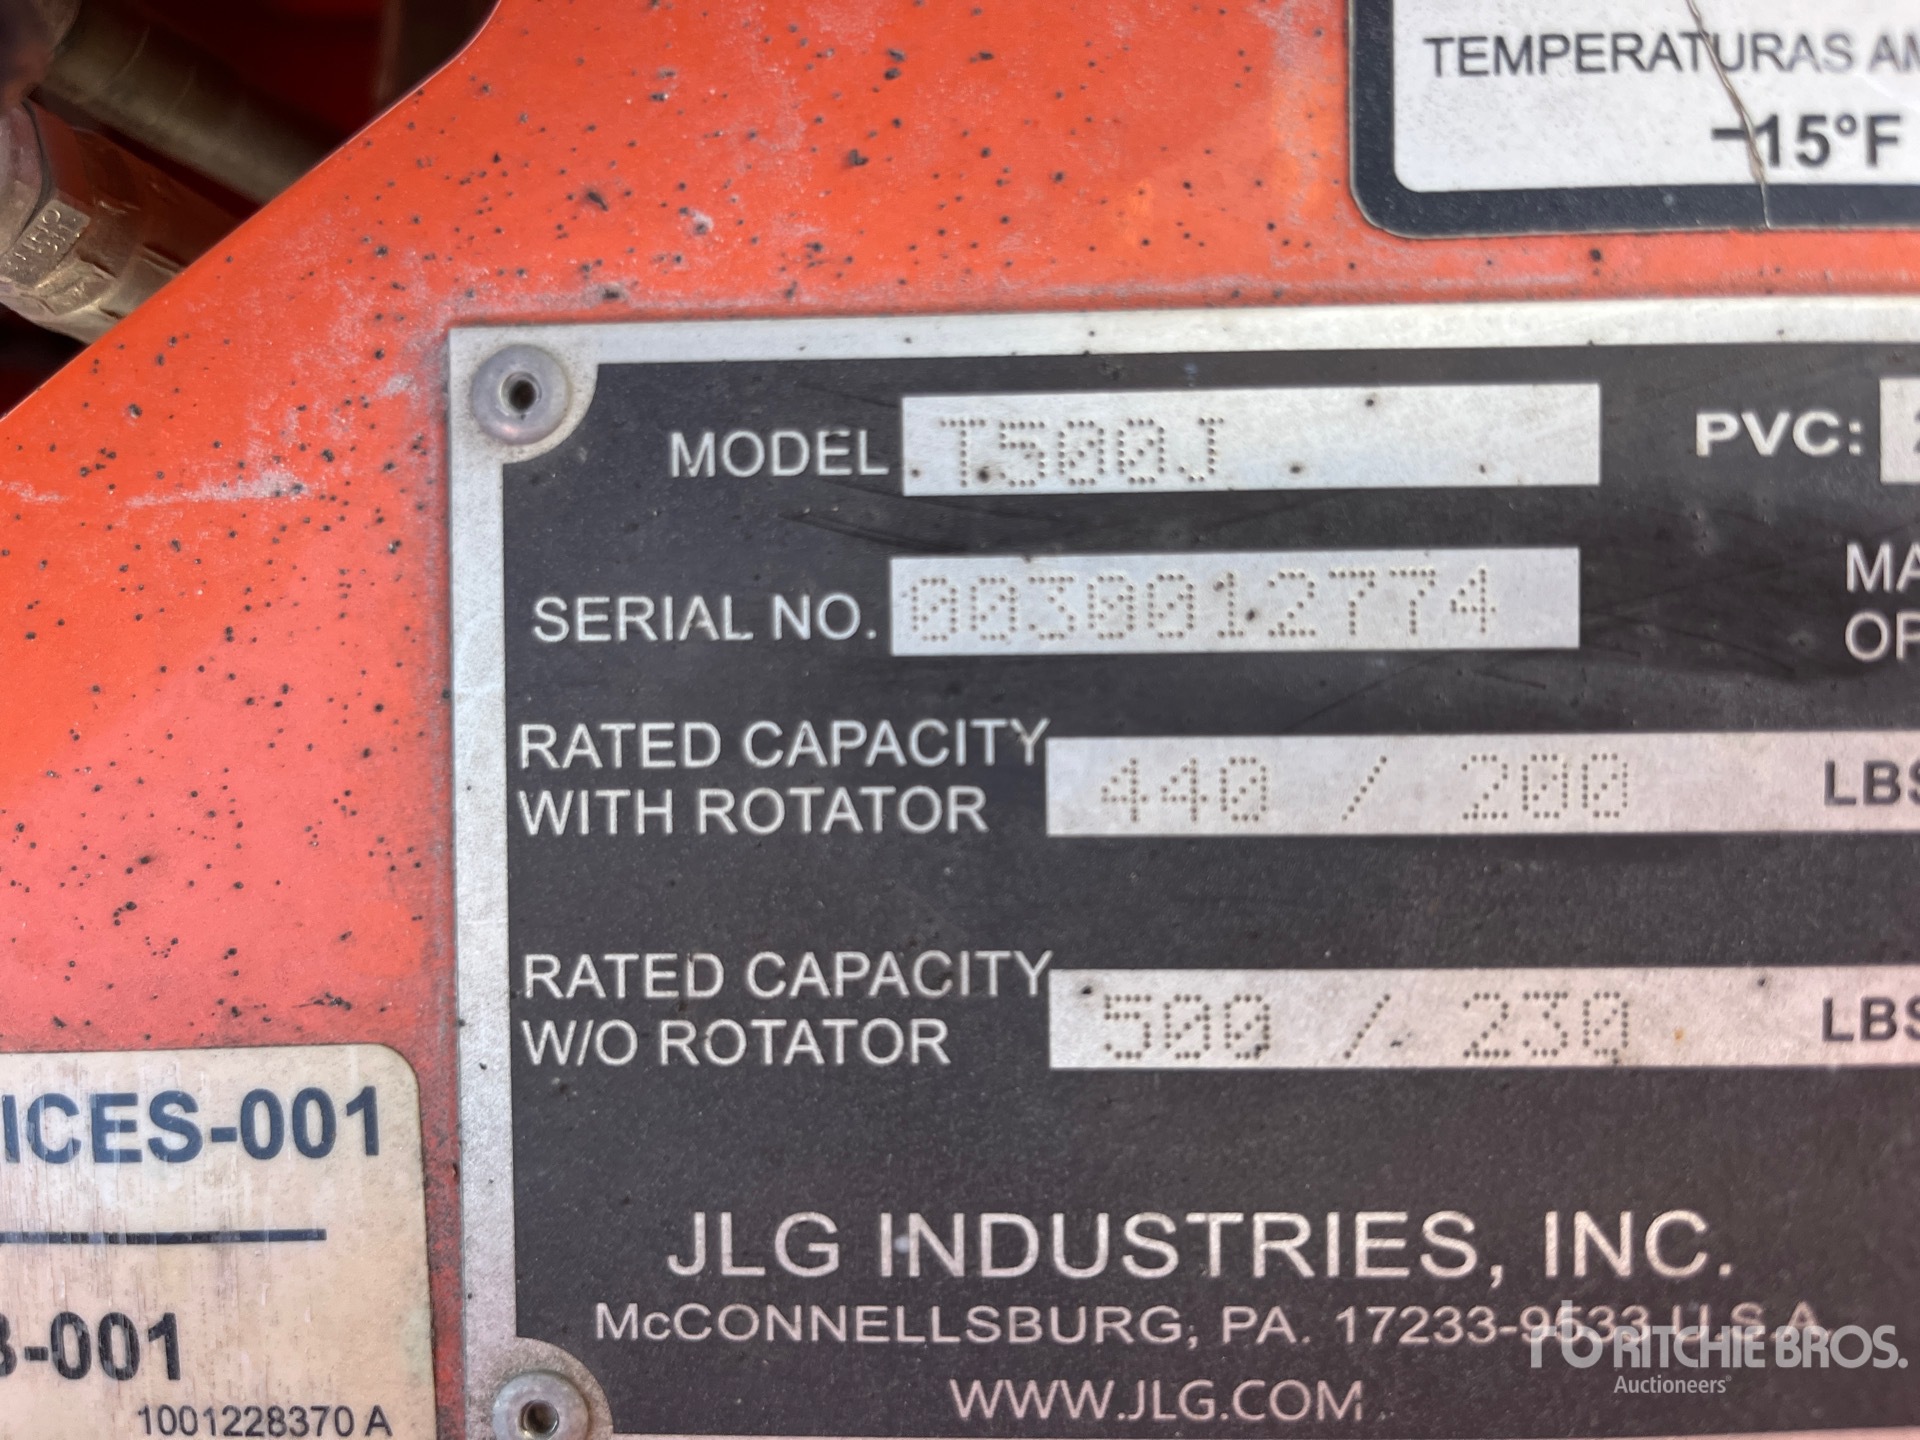 TEMPERATURAS AM
-15°F
MODEL T500J PVC:
SERIAL NO. 0030012774
MA
OP
RATED CAPACITY
WITH ROTATOR 440 / 200 LBS
RATED CAPACITY
W/O ROTATOR 500 / 230 LBS
JLG INDUSTRIES, INC.
McCONNELLSBURG, PA. 17233-9533 U.S.A.
WWW.JLG.COM
ICES-001
3-001
1001228370 A
RITCHIE BROS.
Auctioneers